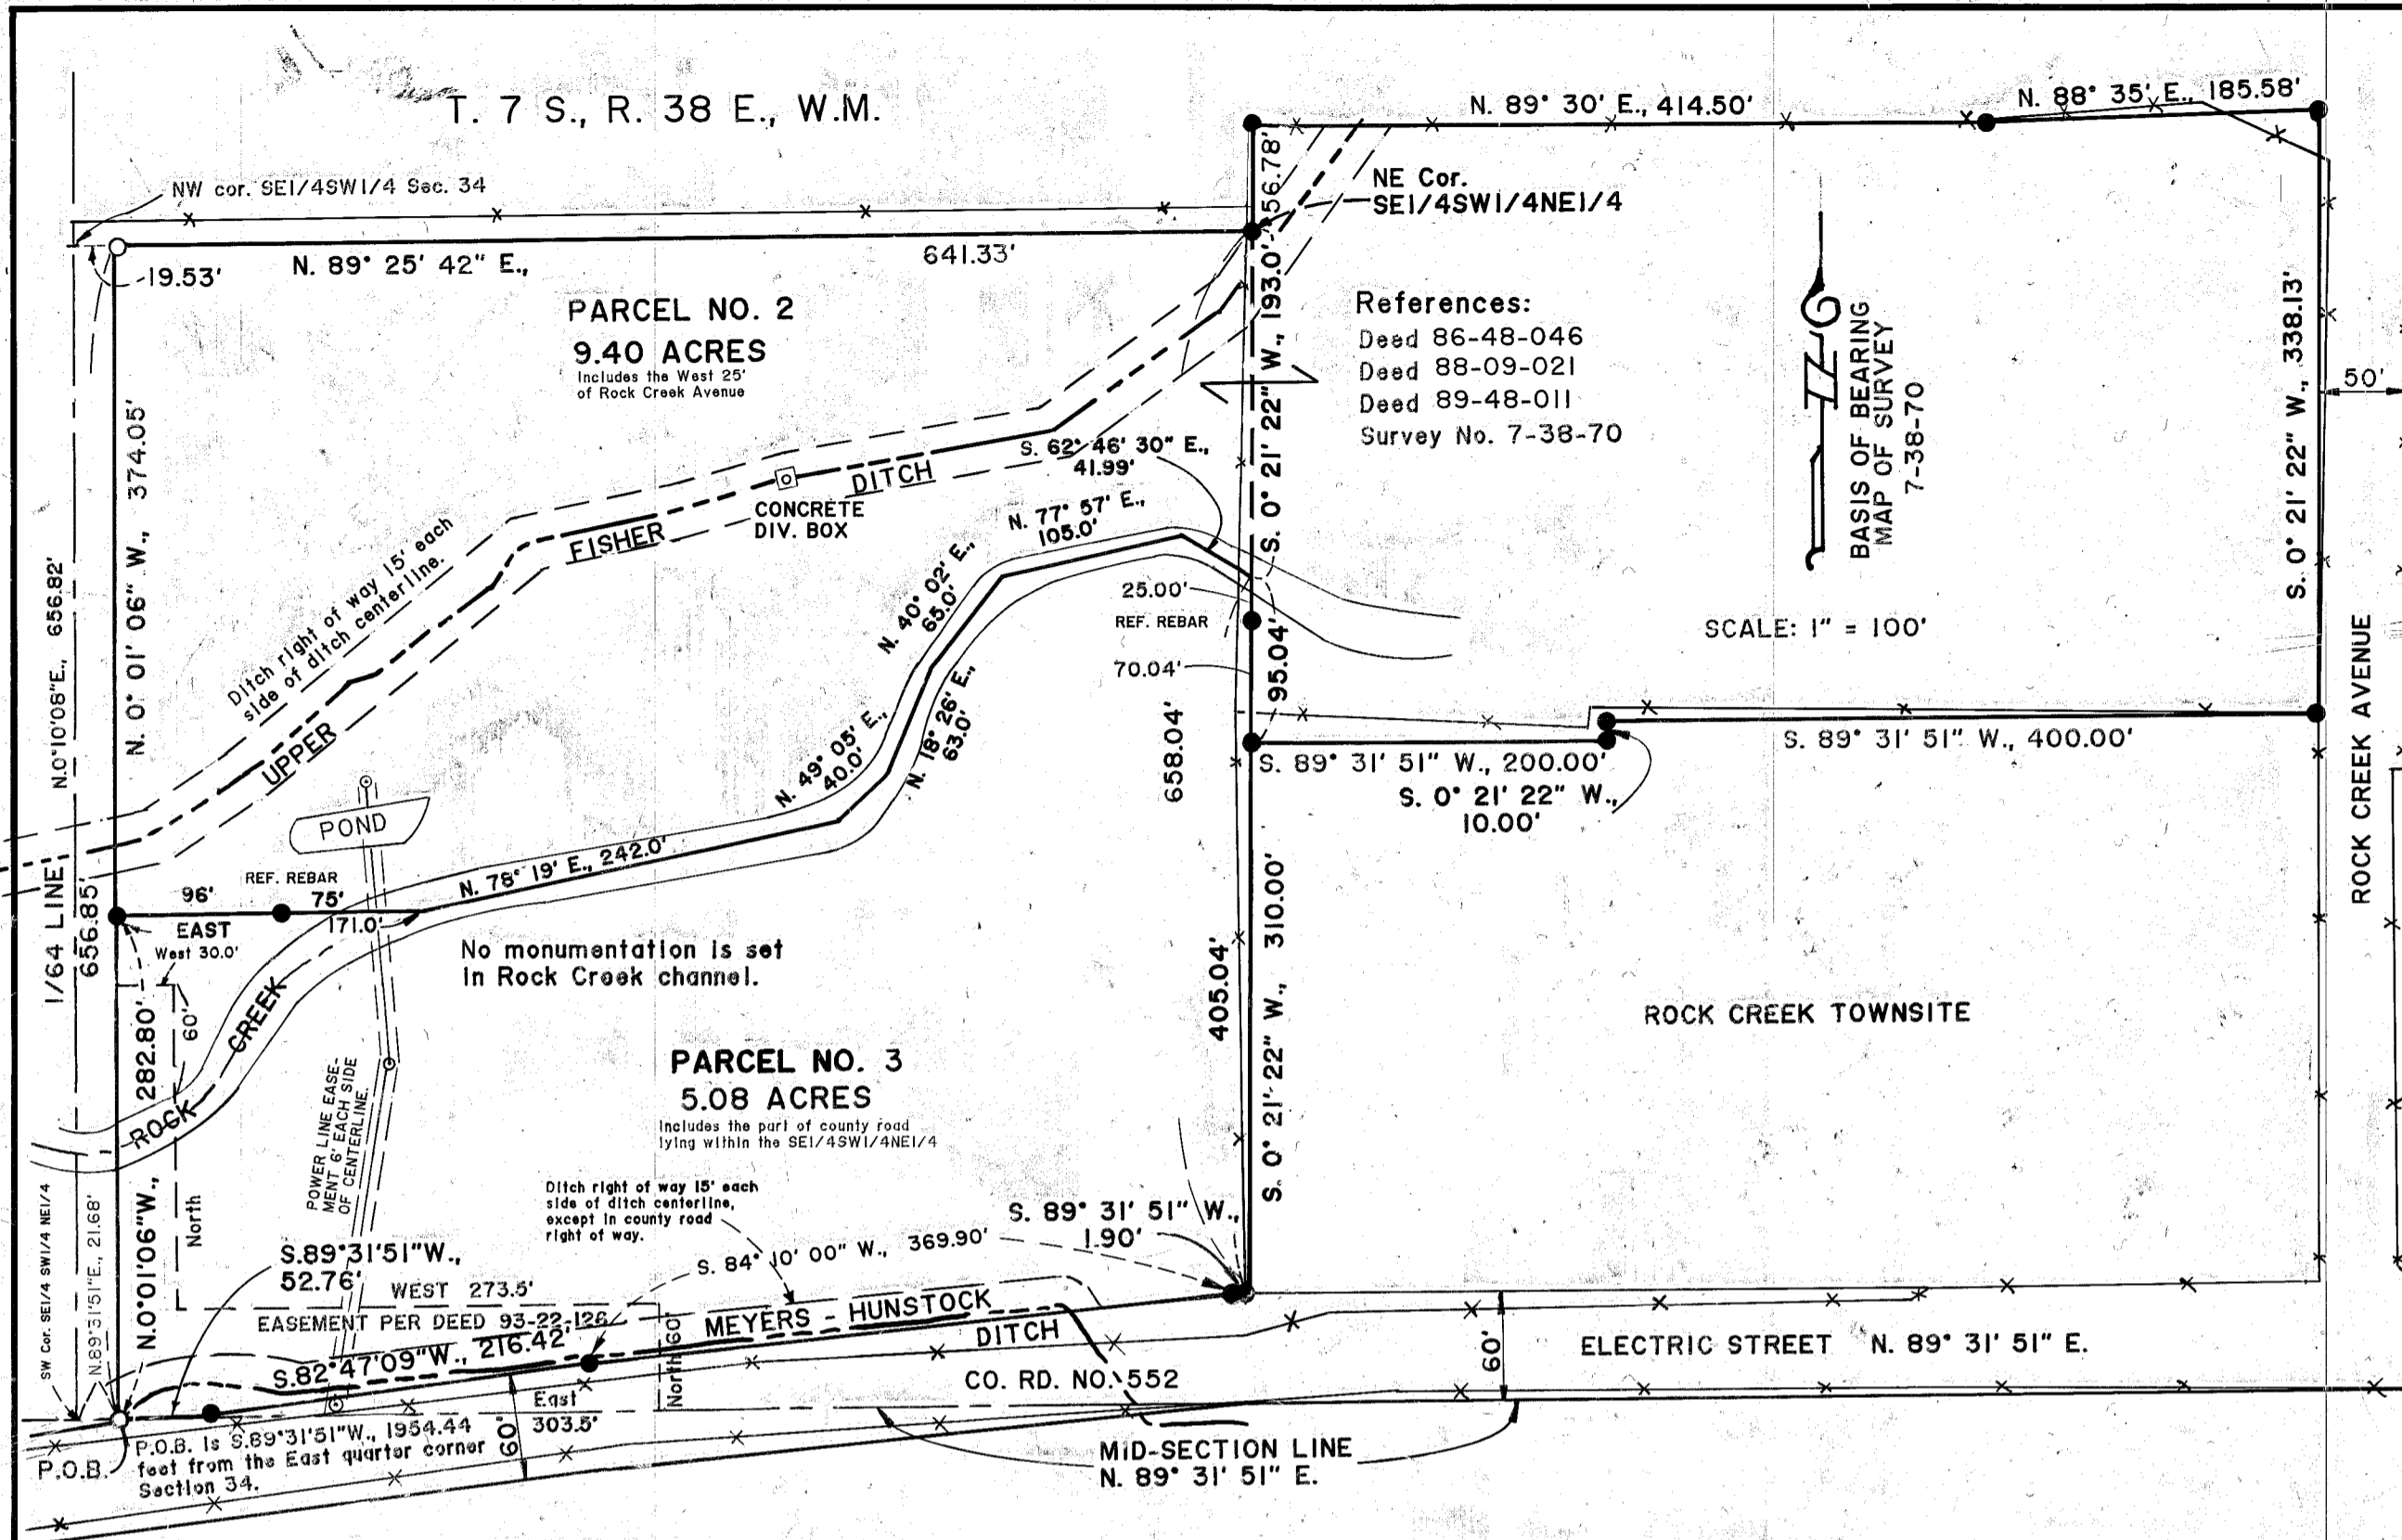 T. 7 S., R. 38 E., W.M.
N. 89° 30' E., 414.50'
N. 88° 35' E., 185.58'
NW cor. SE1/4SW1/4 Sec. 34
56.78'
NE Cor.
SE1/4SW1/4NE1/4
19.53'
N. 89° 25' 42" E.,
641.33'
PARCEL NO. 2
9.40 ACRES
Includes the West 25'
of Rock Creek Avenue
References:
Deed 86-48-046
Deed 88-09-021
Deed 89-48-011
Survey No. 7-38-70
BASIS OF BEARING
MAP OF SURVEY
7-38-70
SCALE: 1" = 100'
S. 0° 21' 22" W., 338.13'
50'
ROCK CREEK AVENUE
S. 0° 21' 22" W., 193.0'
N. 0° 01' 06" W., 374.05'
N.0°10'08"E., 656.82'
1/64 LINE
656.85'
Ditch right of way 15' each
side of ditch centerline.
UPPER
FISHER
DITCH
CONCRETE
DIV. BOX
S. 62° 46' 30" E.,
41.99'
N. 77° 57' E.,
105.0'
N. 40° 02' E.,
65.0'
N. 18° 26' E.,
63.0'
N. 49° 05' E.,
40.0'
N. 78° 19' E., 242.0'
25.00'
REF. REBAR
70.04'
95.04'
658.04'
S. 89° 31' 51" W., 200.00'
S. 0° 21' 22" W.,
10.00'
S. 89° 31' 51" W., 400.00'
POND
REF. REBAR
96'
75'
EAST
171.0'
West 30.0'
60'
282.80'
N.0°01'06"W.,
ROCK
CREEK
No monumentation is set
in Rock Creek channel.
405.04'
S. 0° 21' 22" W., 310.00'
ROCK CREEK TOWNSITE
PARCEL NO. 3
5.08 ACRES
Includes the part of county road
lying within the SE1/4SW1/4NE1/4
POWER LINE EASE-
MENT 6' EACH SIDE
OF CENTERLINE.
North
SW Cor. SE1/4 SW1/4 NE1/4
N.89°31'51"E., 21.68'
Ditch right of way 15' each
side of ditch centerline,
except in county road
right of way.
S. 89° 31' 51" W.,
1.90'
S. 84° 10' 00" W., 369.90'
S.89°31'51"W.,
52.76'
WEST 273.5'
EASEMENT PER DEED 93-22-126
North 60'
S.82°47'09"W., 216.42'
MEYERS - HUNSTOCK
DITCH
CO. RD. NO. 552
60'
ELECTRIC STREET N. 89° 31' 51" E.
East
303.5'
60'
P.O.B.
P.O.B. is S.89°31'51"W., 1954.44
feet from the East quarter corner
Section 34.
MID-SECTION LINE
N. 89° 31' 51" E.